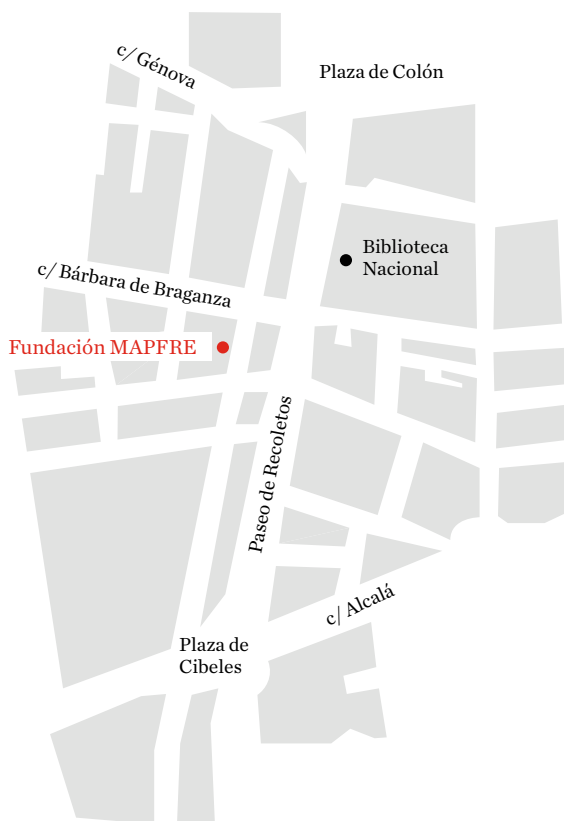 c/ Génova
Plaza de Colón
Biblioteca
Nacional
c/ Bárbara de Braganza
Fundación MAPFRE
Paseo de Recoletos
c/ Alcalá
Plaza de
Cibeles